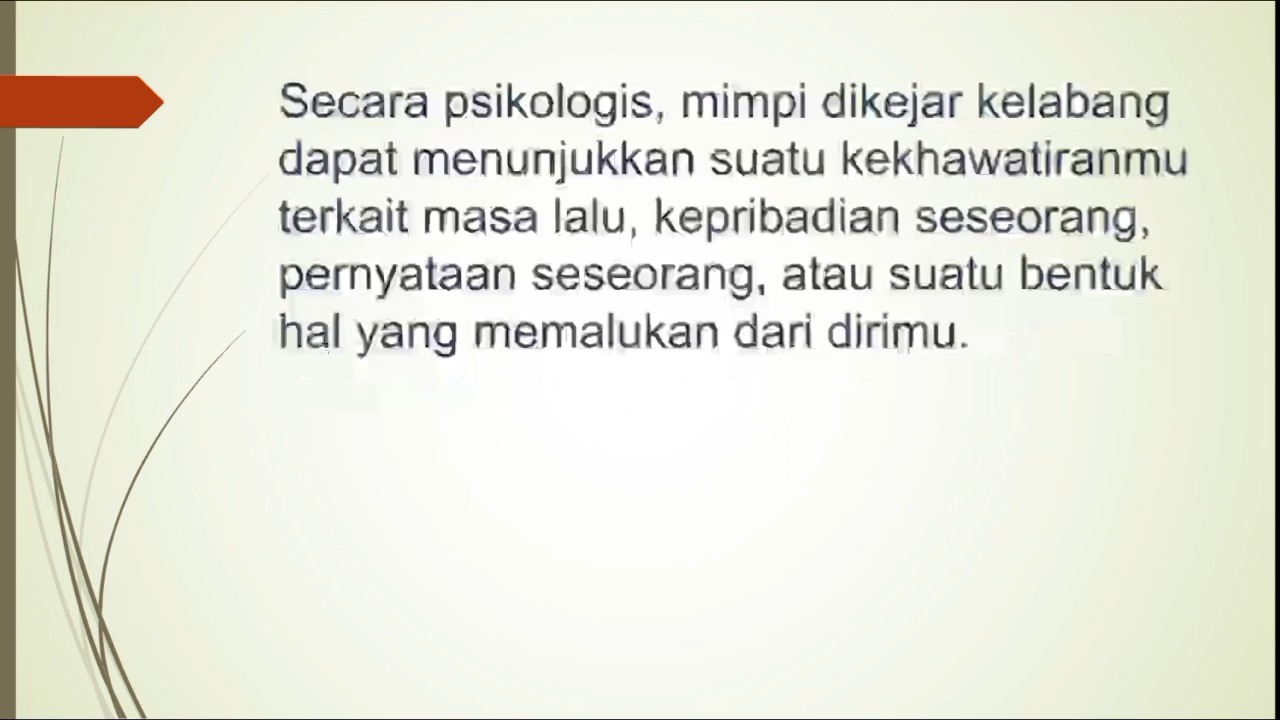 Secara psikologis, mimpi dikejar kelabang
dapat menunjukkan suatu kekhawatiranmu
terkait masa lalu, kepribadian seseorang,
pernyataan seseorang, atau suatu bentuk
hal yang memalukan dari dirimu.